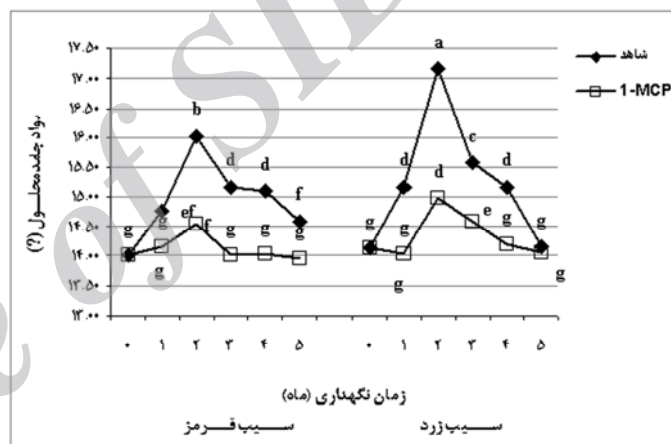 ۱۷.۵۰
۱۷.۰۰
۱۶.۵۰
۱۶.۰۰
۱۵.۵۰
۱۵.۰۰
۱۴.۵۰
۱۴.۰۰
۱۳.۵۰
۱۳.۰۰
مواد جامد محلول (?)
شاهد
1-MCP
g
g
b
ef
f
d
g
d
g
f
g
g
g
d
g
a
d
c
e
d
g
g
g
۰ ۱ ۲ ۳ ۴ ۵ ۰ ۱ ۲ ۳ ۴ ۵
زمان نگهداری (ماه)
سیب قرمز سیب زرد
of